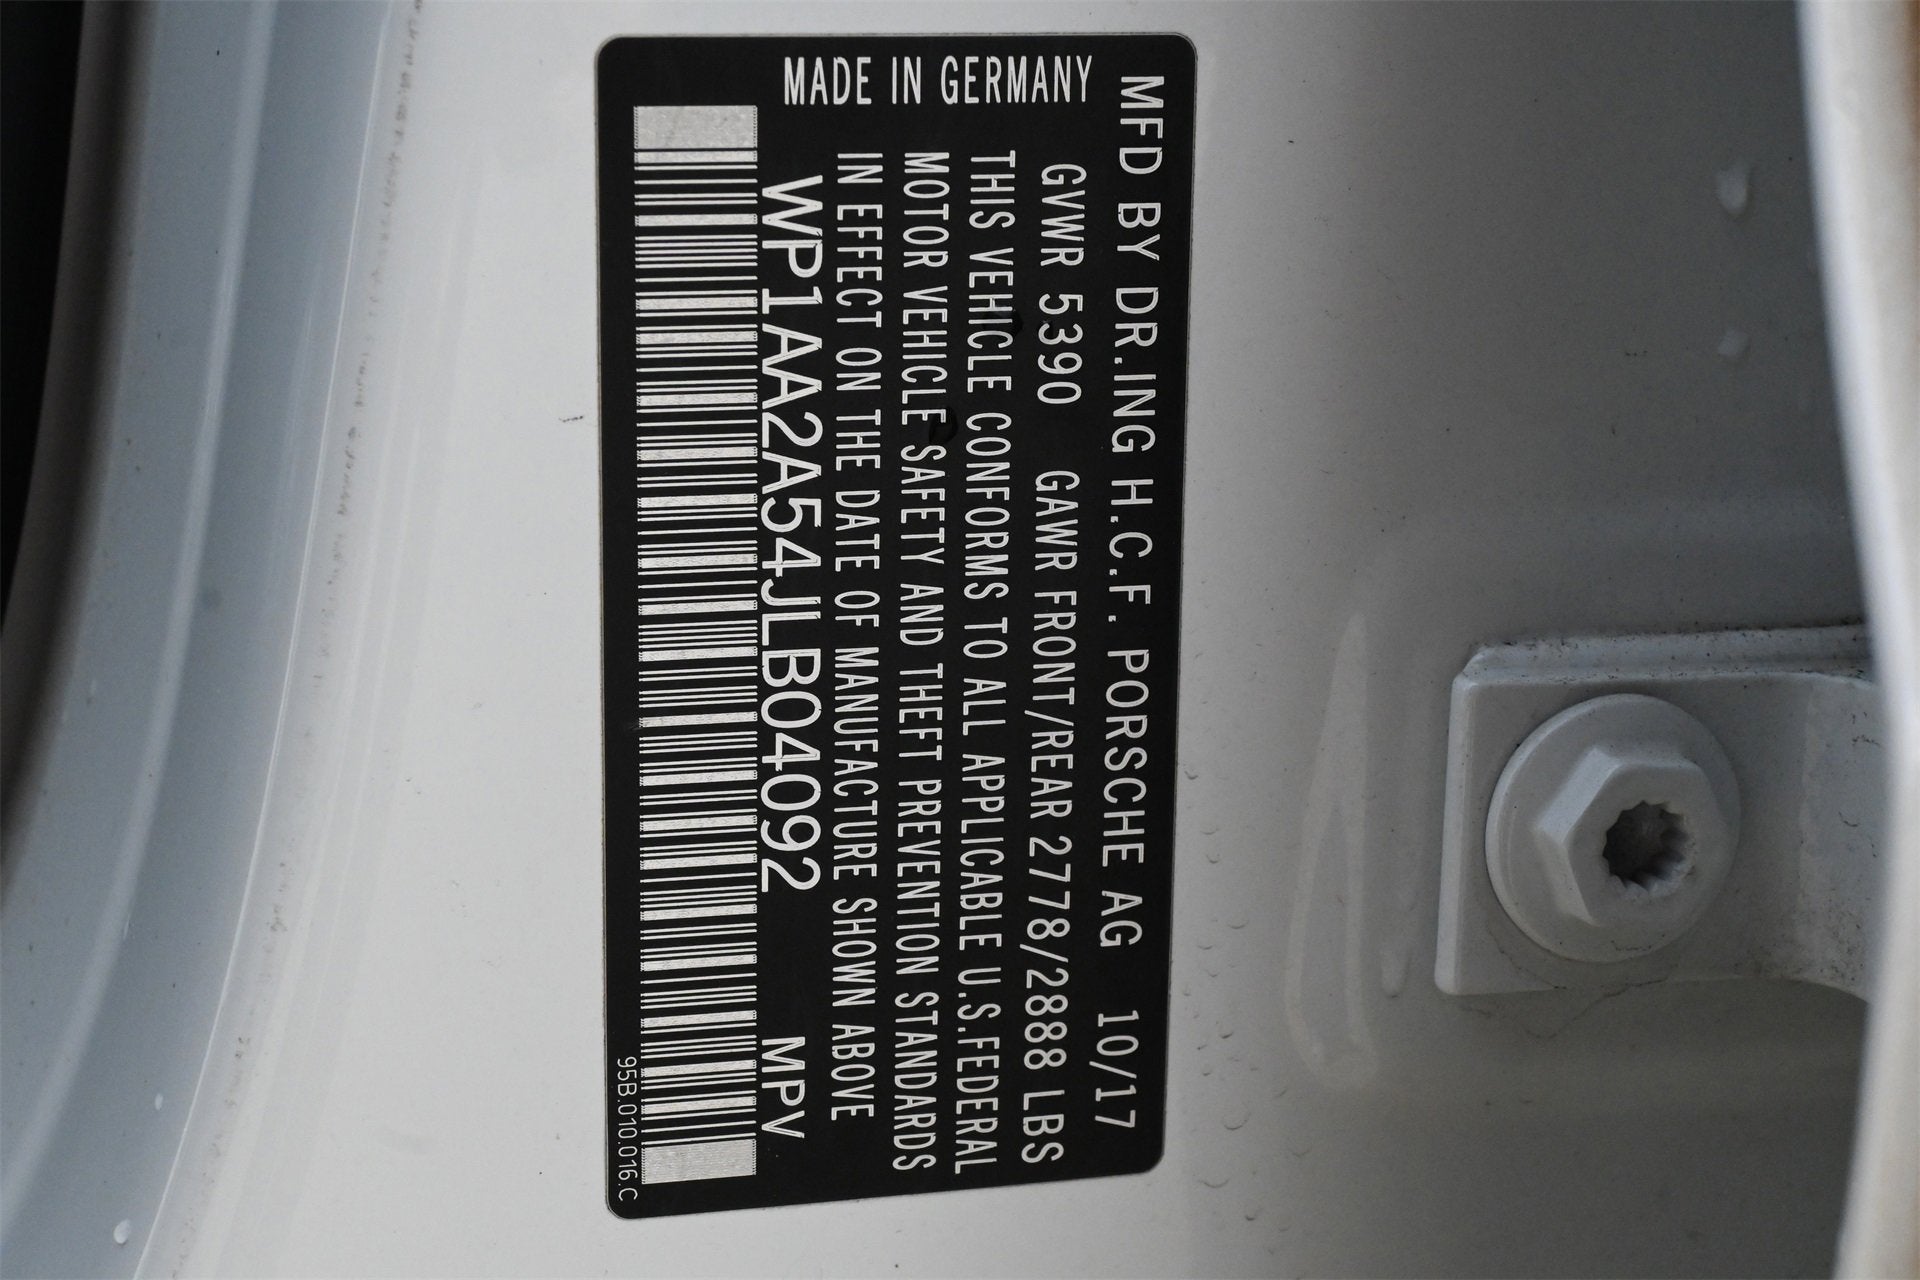 MFD BY DR.ING H.C.F. PORSCHE AG 10/17
GVWR 5390 GAWR FRONT/REAR 2778/2888 LBS
THIS VEHICLE CONFORMS TO ALL APPLICABLE U.S.FEDERAL
MOTOR VEHICLE SAFETY AND THEFT PREVENTION STANDARDS
IN EFFECT ON THE DATE OF MANUFACTURE SHOWN ABOVE
WP1AA2A54JLB04092 MPV
95B.010.016.C
MADE IN GERMANY